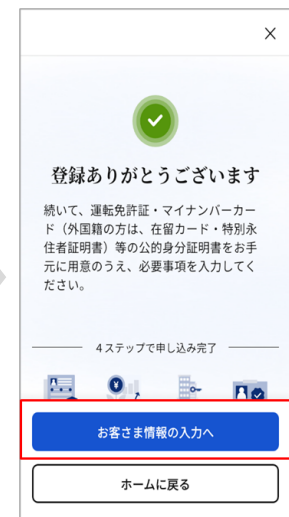 登録ありがとうございます
続いて、運転免許証・マイナンバーカー
ド（外国籍の方は、在留カード・特別永
住者証明書）等の公的身分証明書をお手
元に用意のうえ、必要事項を入力してく
ださい。
4ステップで申し込み完了
お客さま情報の入力へ
ホームに戻る